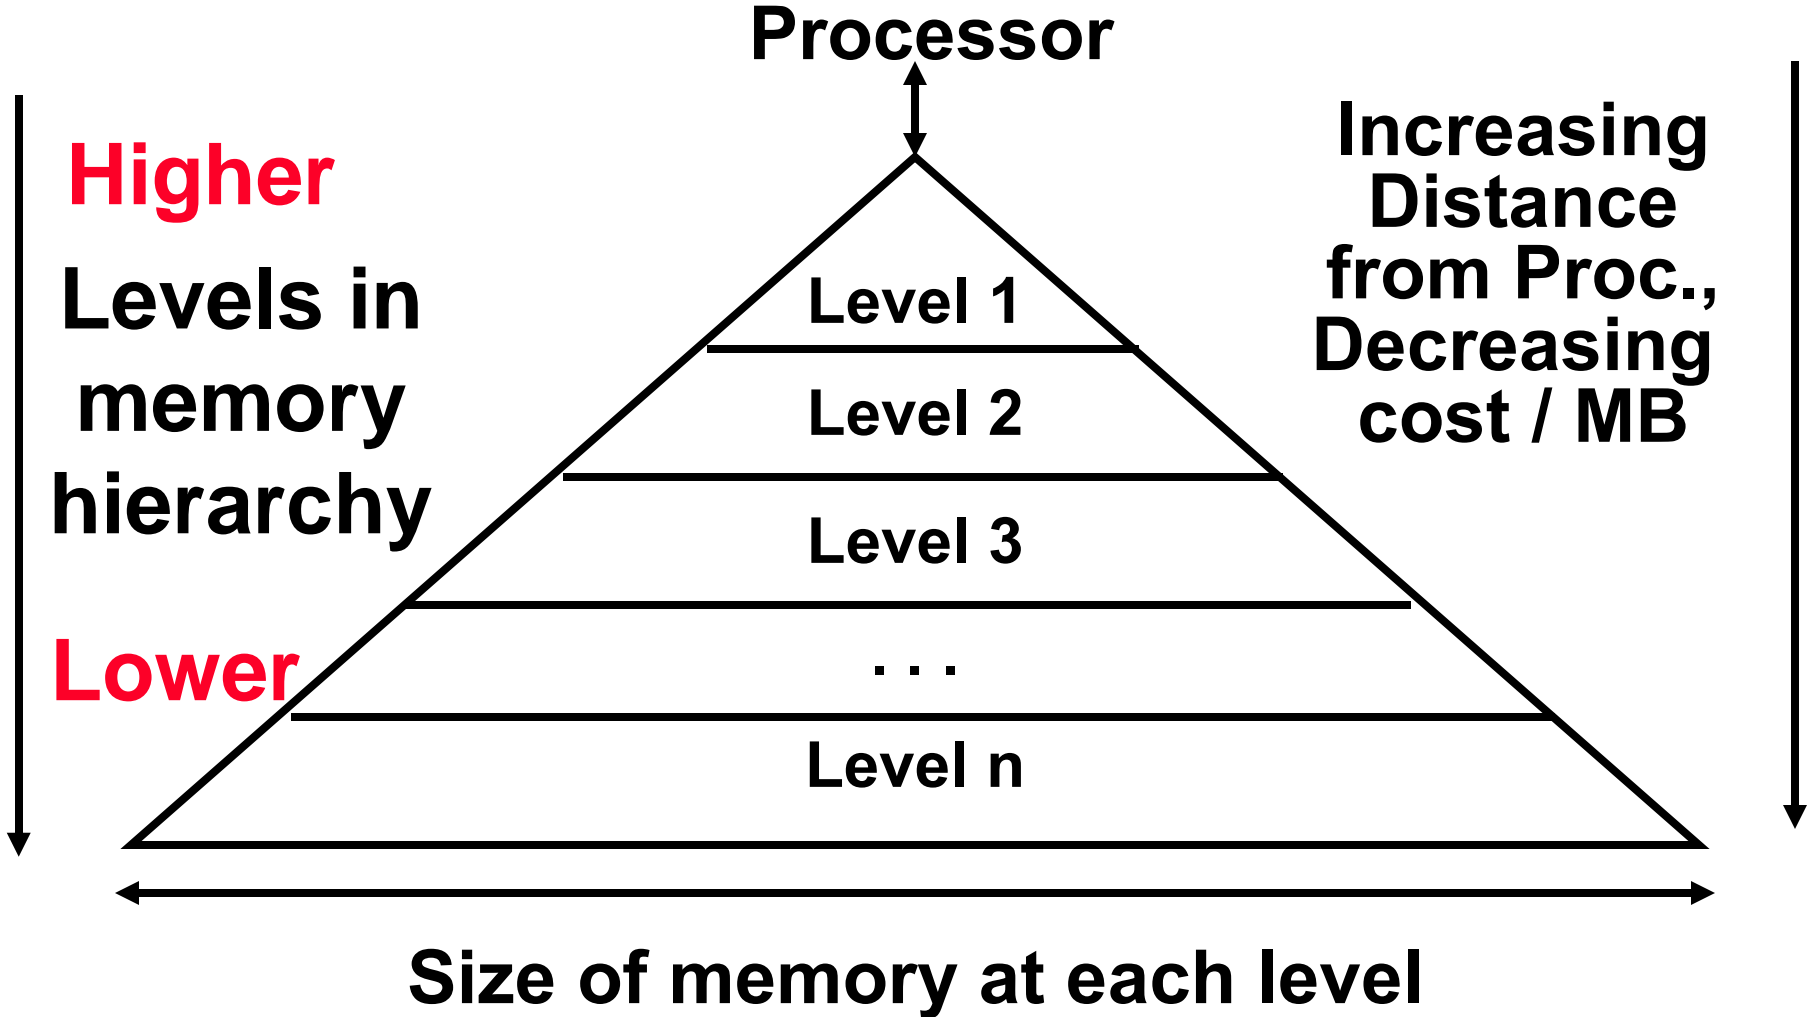 Processor
Higher
Levels in
memory
hierarchy
Lower
Increasing
Distance
from Proc.,
Decreasing
cost / MB
Level 1
Level 2
Level 3
. . .
Level n
Size of memory at each level